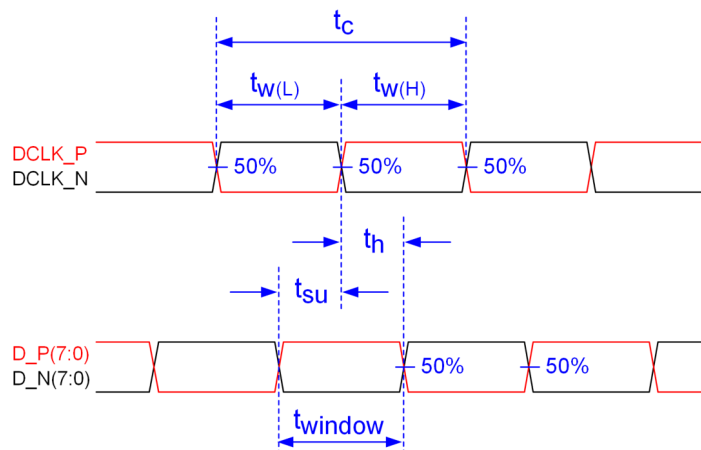 tc
tw(L) tw(H)
DCLK_P
DCLK_N
50% 50% 50%
th
tsu
D_P(7:0)
D_N(7:0)
50% 50%
twindow